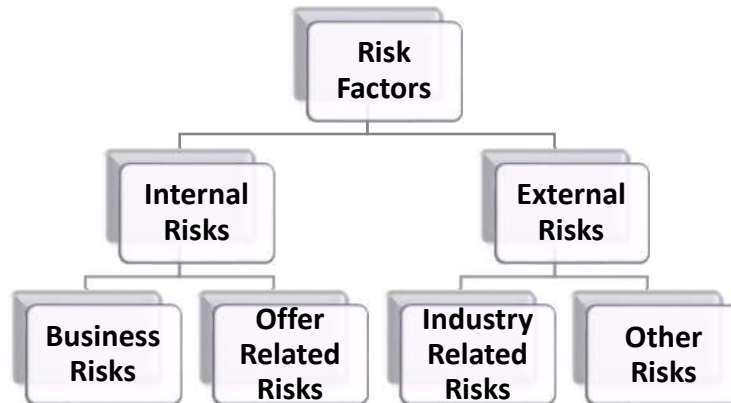 Risk
Factors
Internal
Risks
External
Risks
Business
Risks
Offer
Related
Risks
Industry
Related
Risks
Other
Risks